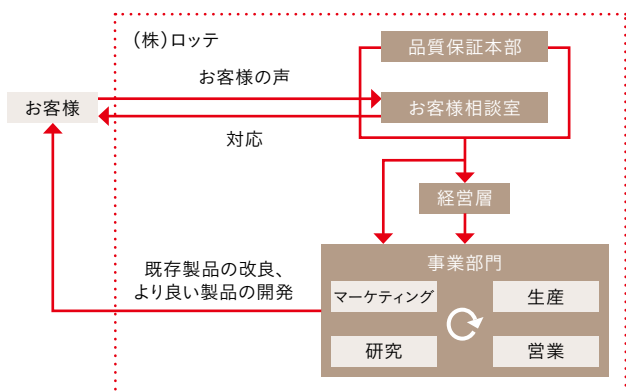 (株)ロッテ
品質保証本部
お客様の声
お客様
お客様相談室
対応
経営層
事業部門
既存製品の改良、
より良い製品の開発
マーケティング
生産
研究
営業